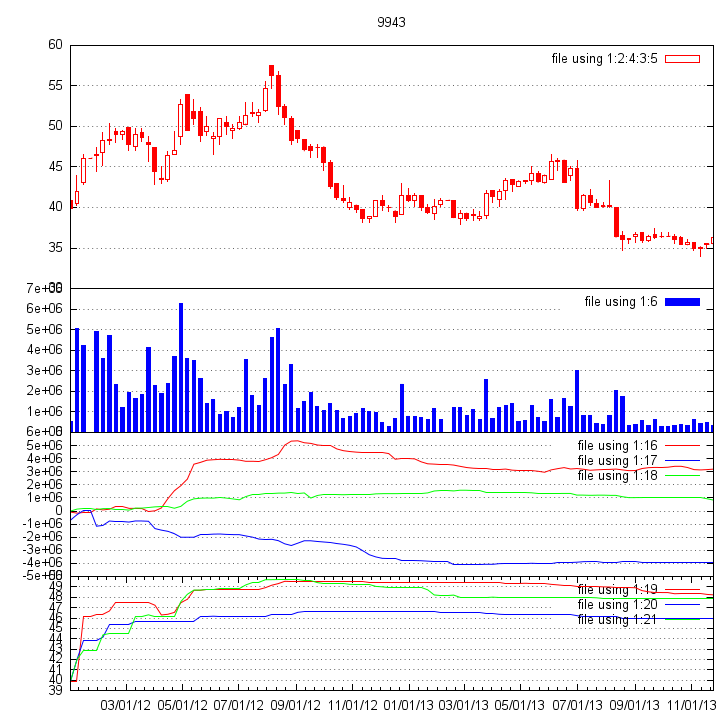 9943
60
file using 1:2:4:3:5
55
50
45
40
35
30
7e+06
file using 1:6
6e+06
5e+06
4e+06
3e+06
2e+06
1e+06
0
6e+06
file using 1:16
5e+06
file using 1:17
4e+06
file using 1:18
3e+06
2e+06
1e+06
0
-1e+06
-2e+06
-3e+06
-4e+06
-5e+06
file using 1:19
49
48
file using 1:20
47
46
file using 1:21
45
44
43
42
41
40
39
03/01/12 05/01/12 07/01/12 09/01/12 11/01/12 01/01/13 03/01/13 05/01/13 07/01/13 09/01/13 11/01/13